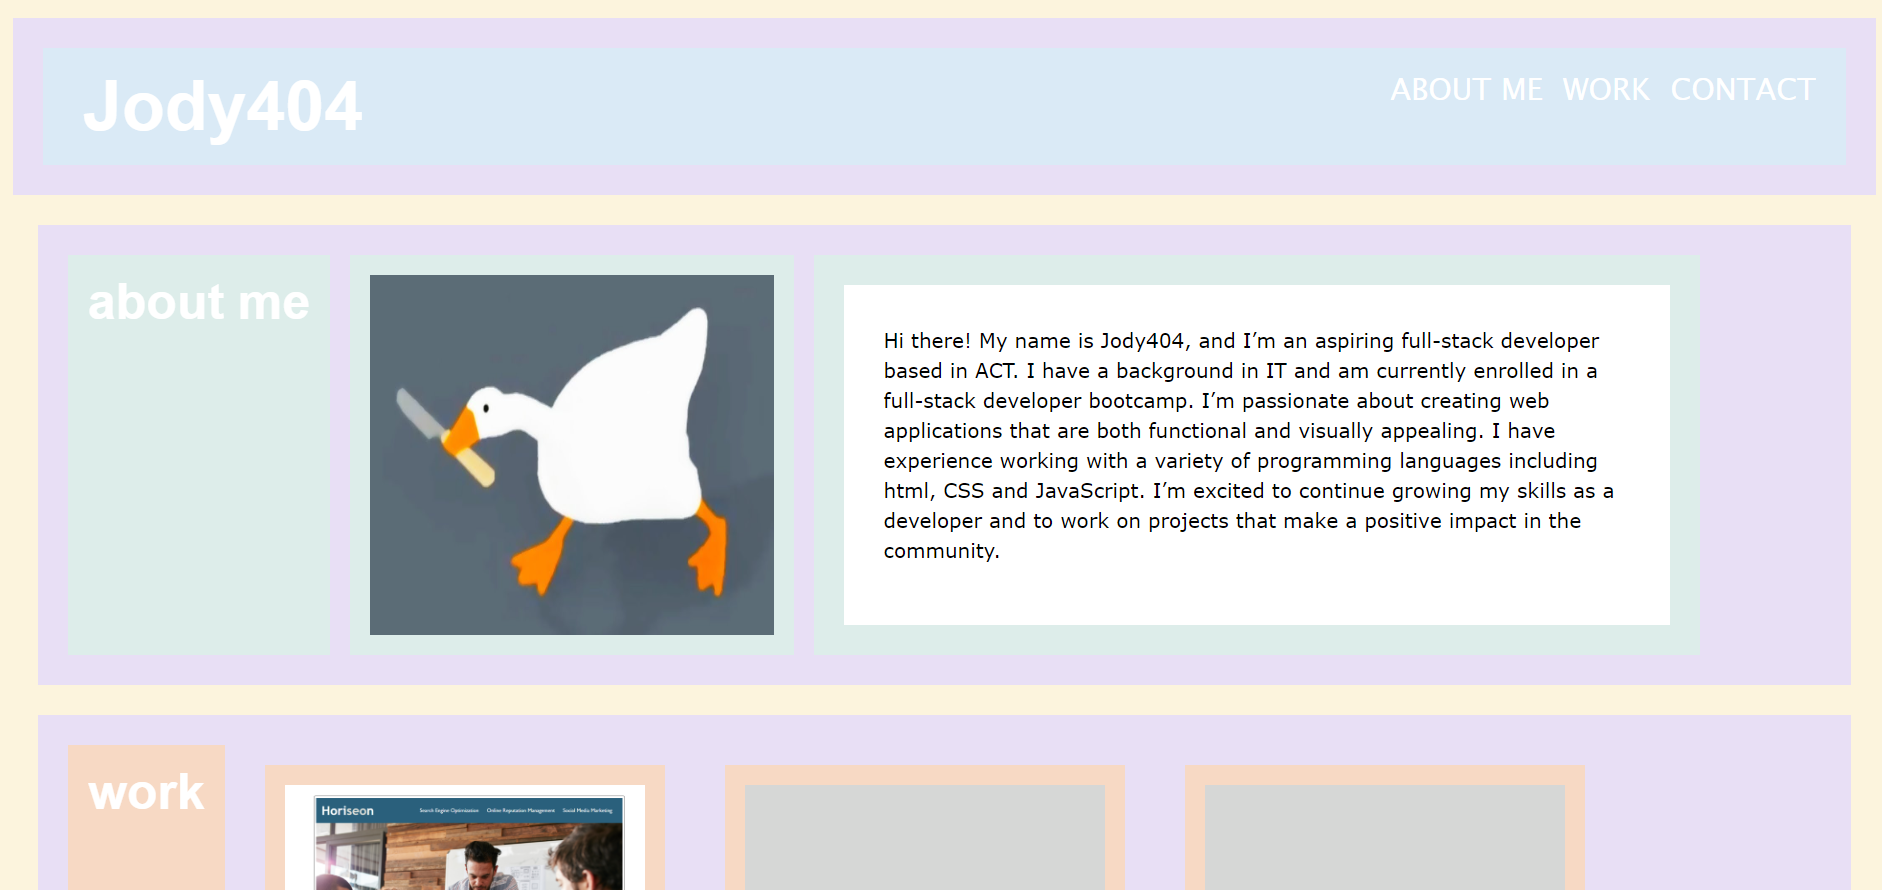 Jody404
ABOUT ME WORK CONTACT
about me
Hi there! My name is Jody404, and I’m an aspiring full-stack developer
based in ACT. I have a background in IT and am currently enrolled in a
full-stack developer bootcamp. I’m passionate about creating web
applications that are both functional and visually appealing. I have
experience working with a variety of programming languages including
html, CSS and JavaScript. I’m excited to continue growing my skills as a
developer and to work on projects that make a positive impact in the
community.
work
Horiseon
Search Engine Optimization Online Reputation Management Social Media Marketing